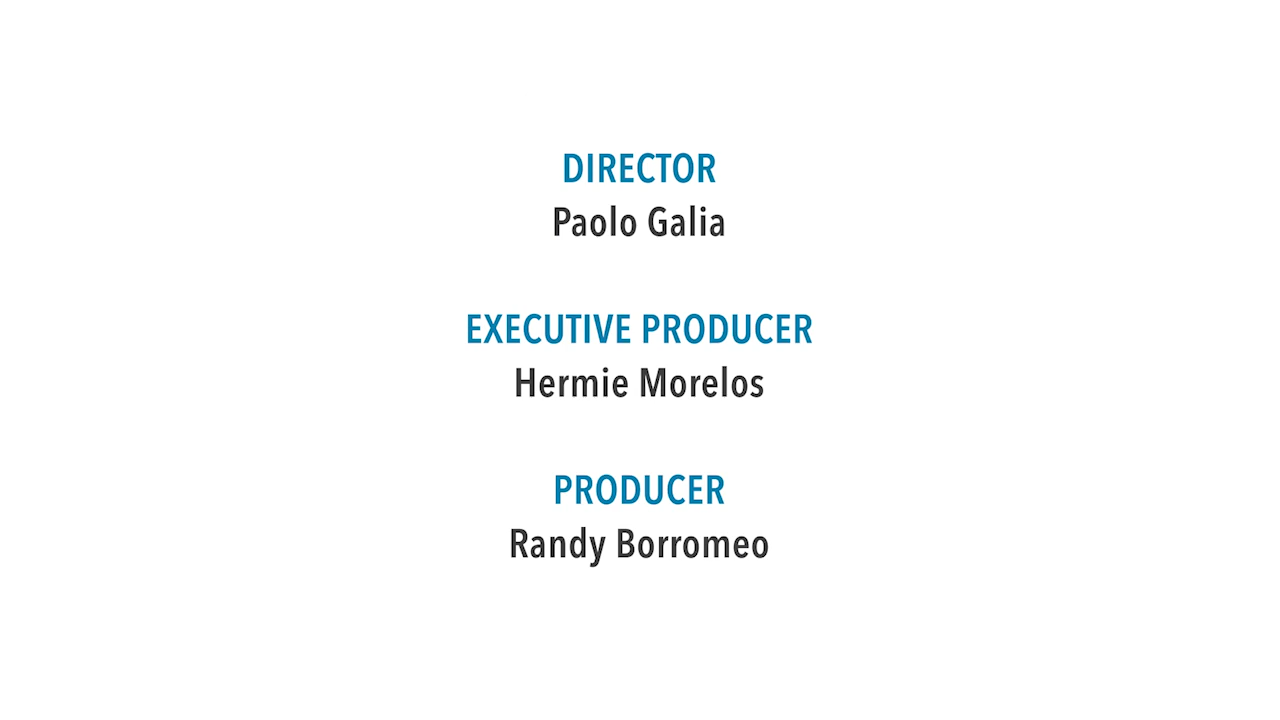 DIRECTOR
Paolo Galia
EXECUTIVE PRODUCER
Hermie Morelos
PRODUCER
Randy Borromeo